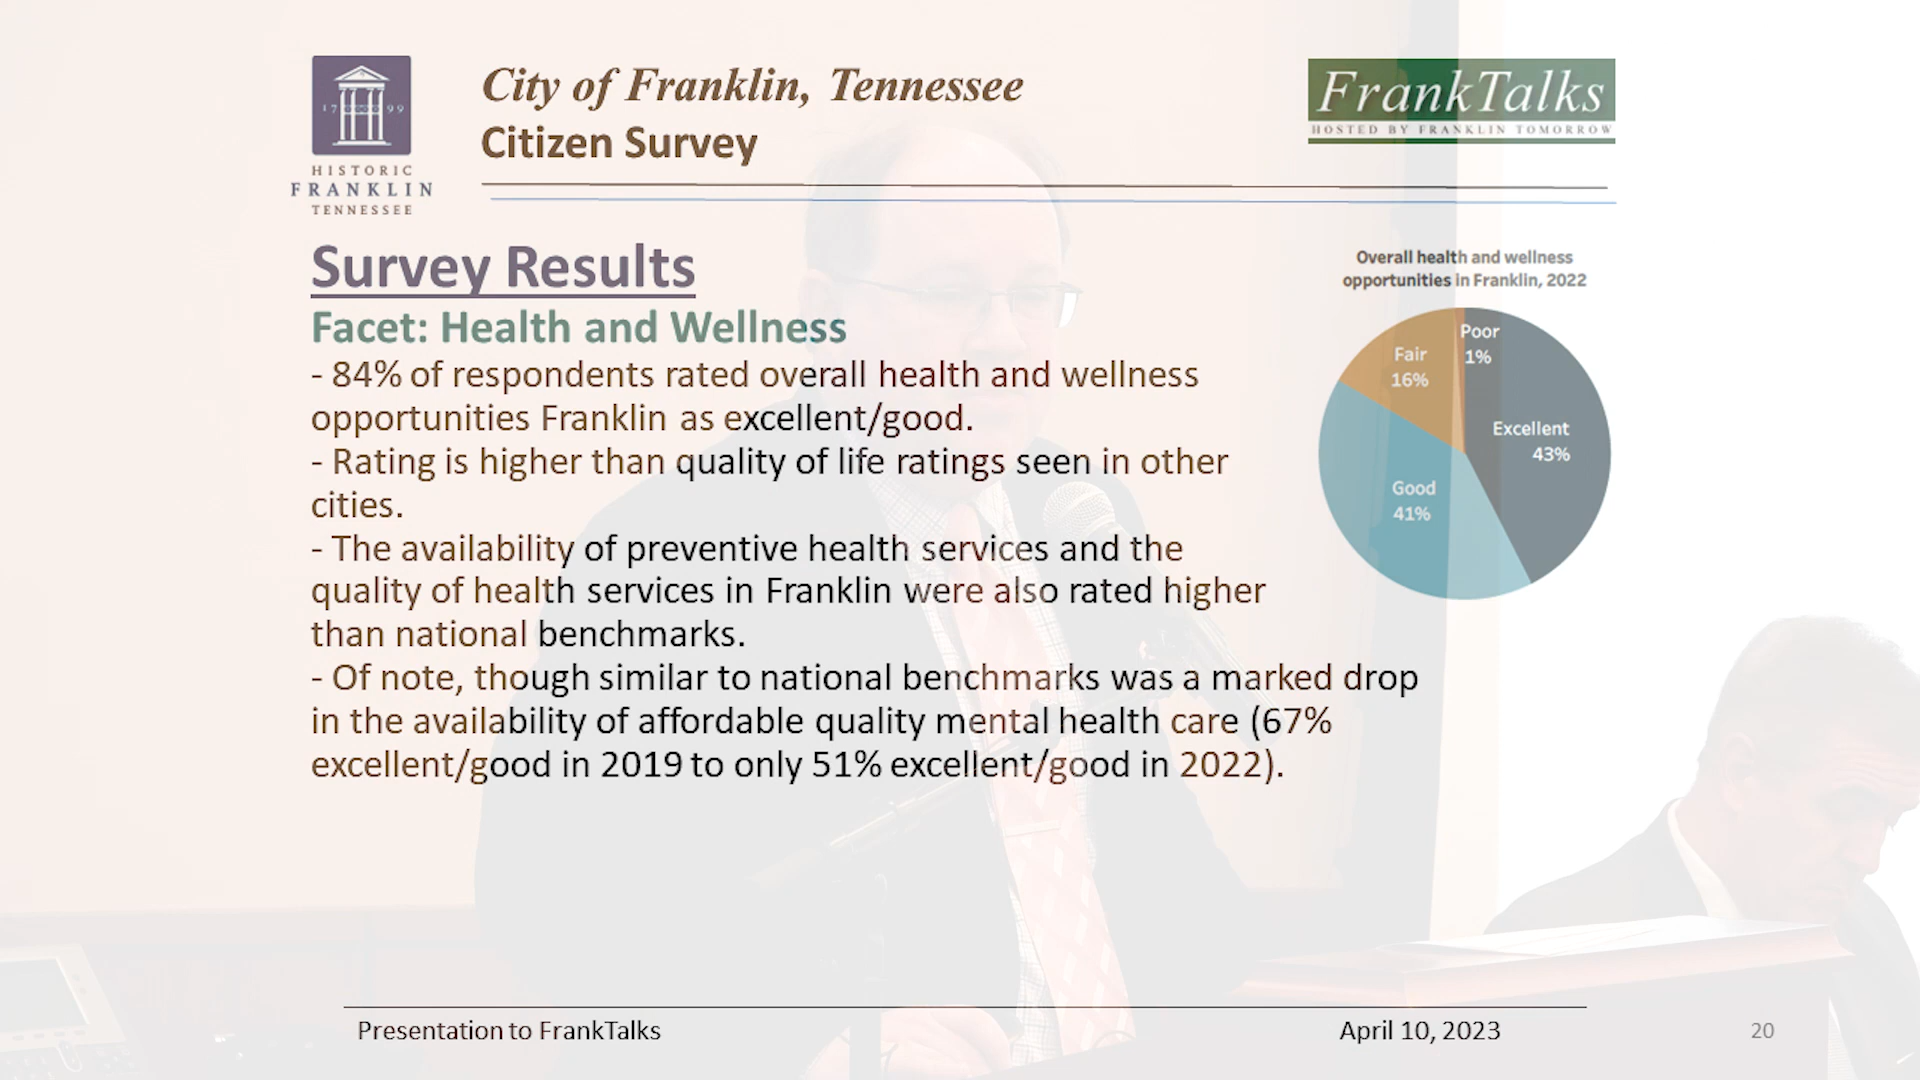 City of Franklin, Tennessee
Citizen Survey
17 99
HISTORIC
FRANKLIN
TENNESSEE
FrankTalks
HOSTED BY FRANKLIN TOMORROW
Survey Results
Facet: Health and Wellness
- 84% of respondents rated overall health and wellness
opportunities Franklin as excellent/good.
- Rating is higher than quality of life ratings seen in other
cities.
- The availability of preventive health services and the
quality of health services in Franklin were also rated higher
than national benchmarks.
- Of note, though similar to national benchmarks was a marked drop
in the availability of affordable quality mental health care (67%
excellent/good in 2019 to only 51% excellent/good in 2022).
Overall health and wellness
opportunities in Franklin, 2022
Poor
1%
Fair
16%
Excellent
43%
Good
41%
Presentation to FrankTalks
April 10, 2023
20